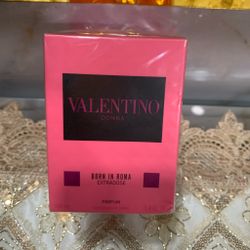 VALENTINO
DONNA
BORN IN ROMA
EXTRADOSE
PARFUM